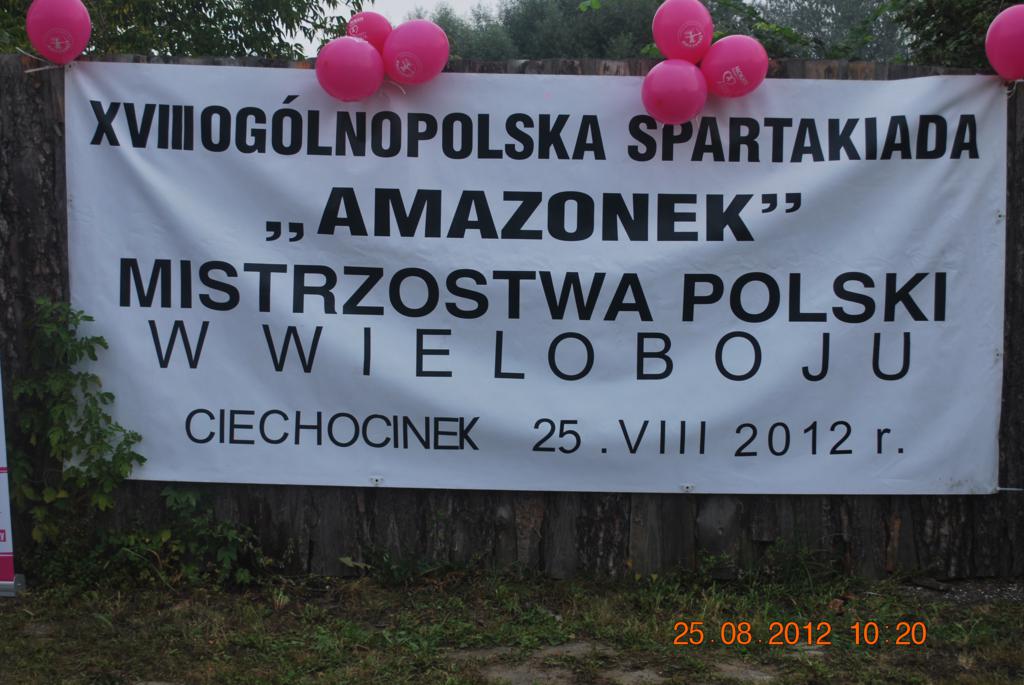 XVIII OGÓLNOPOLSKA SPARTAKIADA
„AMAZONEK”
MISTRZOSTWA POLSKI
W WIELOBOJU
CIECHOCINEK 25.VIII 2012 r.
25.08.2012 10:20